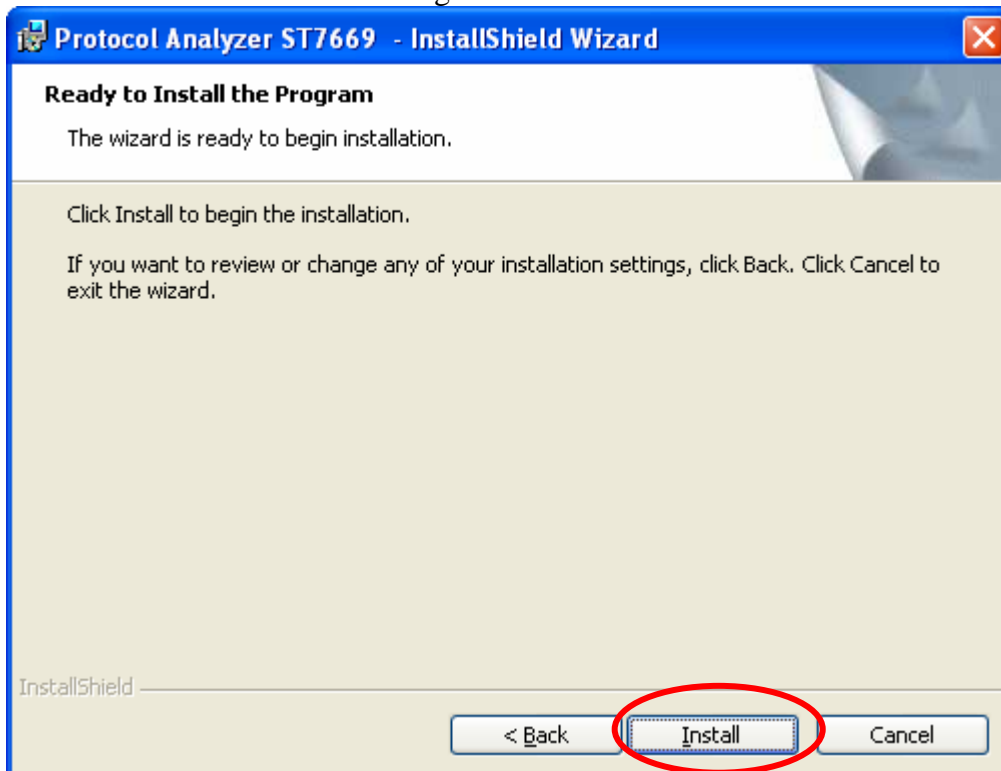 Protocol Analyzer ST7669 - InstallShield Wizard
Ready to Install the Program
The wizard is ready to begin installation.
Click Install to begin the installation.
If you want to review or change any of your installation settings, click Back. Click Cancel to
exit the wizard.
InstallShield
< Back Install Cancel